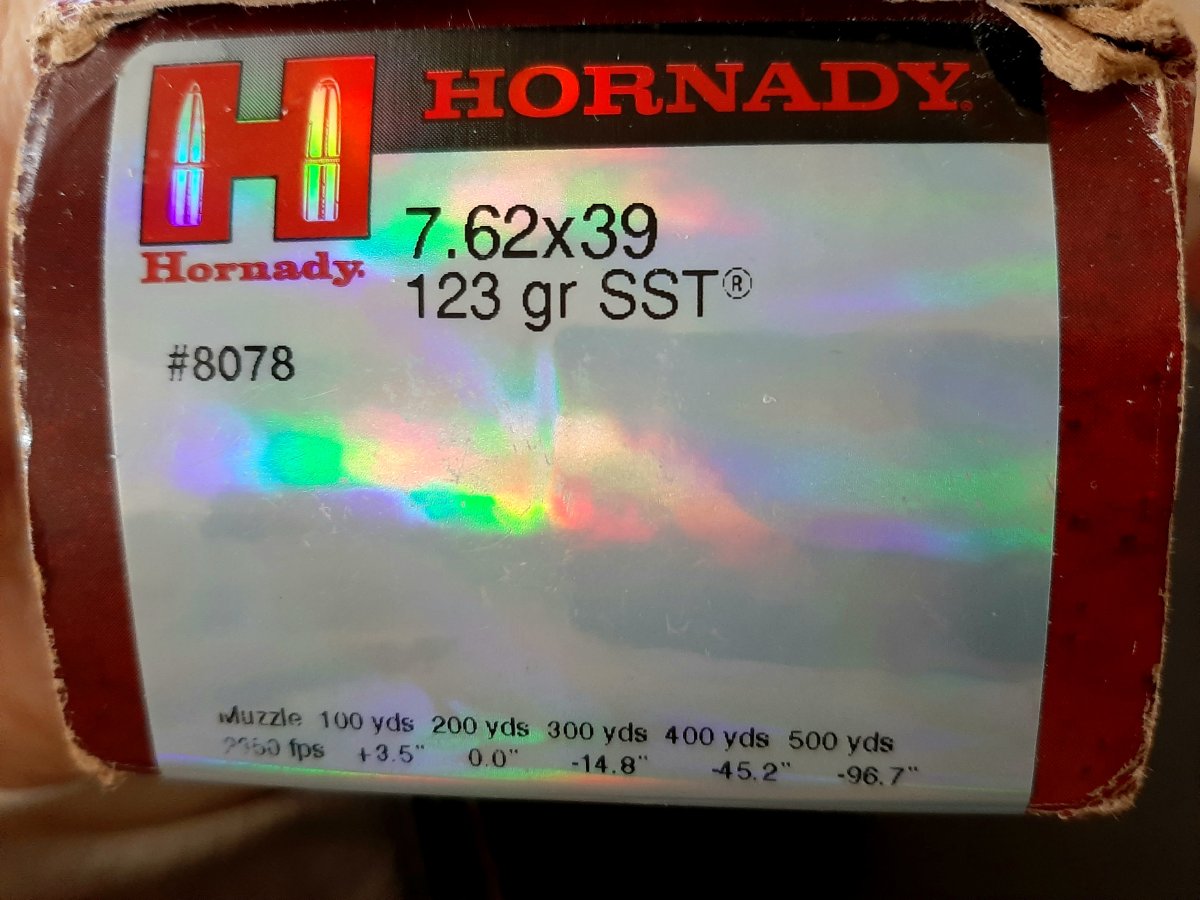 HORNADY®
Hornady®
7.62x39
123 gr SST®
#8078
Muzzle 100 yds 200 yds 300 yds 400 yds 500 yds
fps +3.5" 0.0" -14.8" -45.2" -96.7"